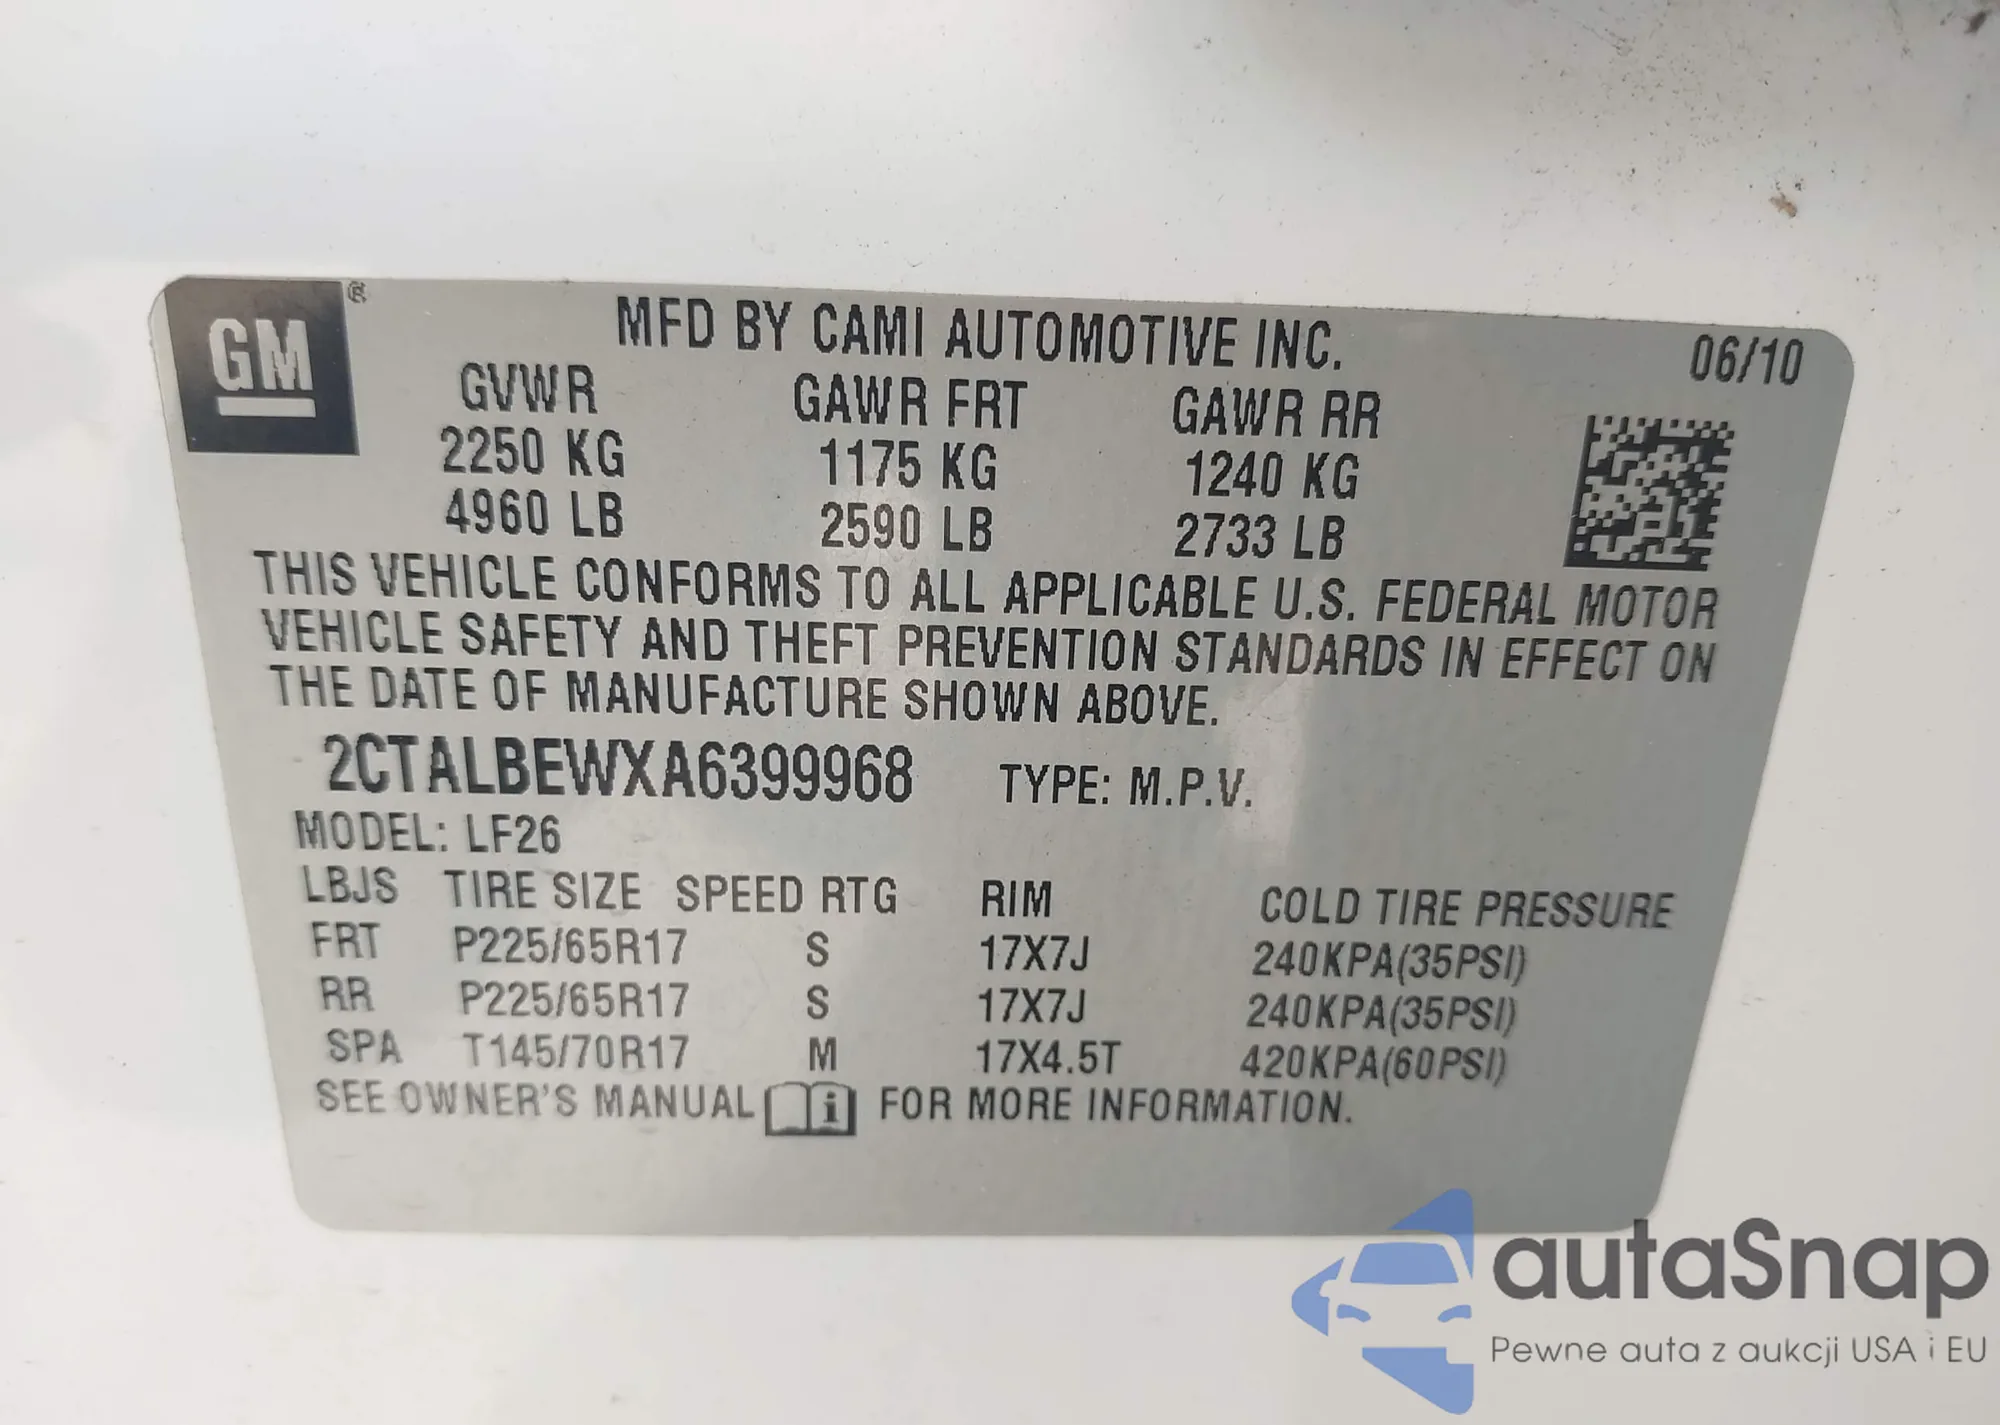 GM ®
MFD BY CAMI AUTOMOTIVE INC. 06/10
GVWR GAWR FRT GAWR RR
2250 KG 1175 KG 1240 KG
4960 LB 2590 LB 2733 LB
THIS VEHICLE CONFORMS TO ALL APPLICABLE U.S. FEDERAL MOTOR
VEHICLE SAFETY AND THEFT PREVENTION STANDARDS IN EFFECT ON
THE DATE OF MANUFACTURE SHOWN ABOVE.
2CTALBEWXA6399968 TYPE: M.P.V.
MODEL: LF26
LBJS TIRE SIZE SPEED RTG RIM COLD TIRE PRESSURE
FRT P225/65R17 S 17X7J 240KPA(35PSI)
RR P225/65R17 S 17X7J 240KPA(35PSI)
SPA T145/70R17 M 17X4.5T 420KPA(60PSI)
SEE OWNER'S MANUAL i FOR MORE INFORMATION.
autaSnap
Pewne auta z aukcji USA i EU